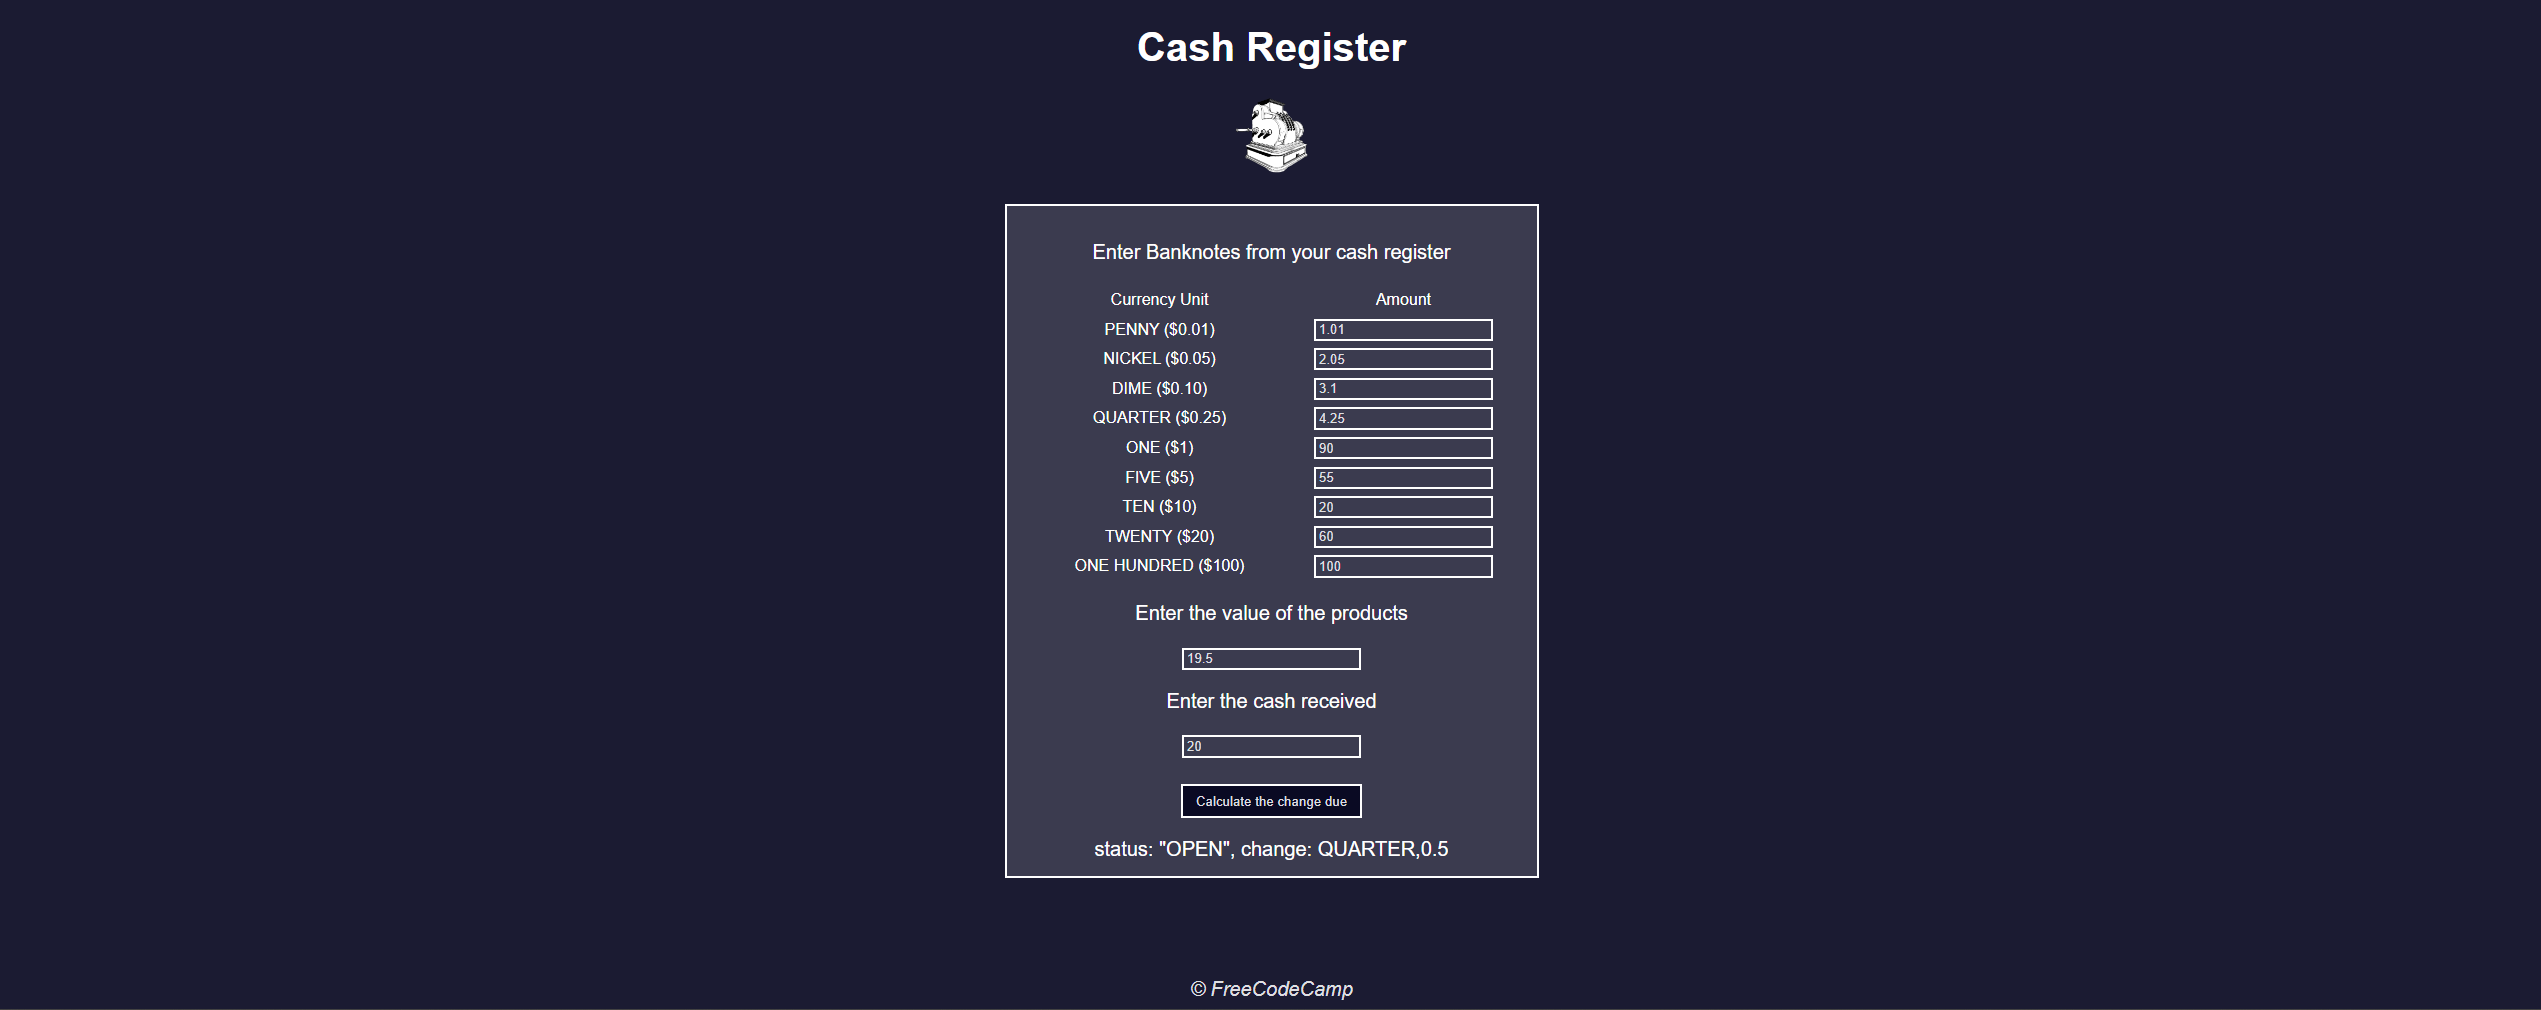 Cash Register
Enter Banknotes from your cash register
Currency Unit Amount
PENNY ($0.01) 1.01
NICKEL ($0.05) 2.05
DIME ($0.10) 3.1
QUARTER ($0.25) 4.25
ONE ($1) 90
FIVE ($5) 55
TEN ($10) 20
TWENTY ($20) 60
ONE HUNDRED ($100) 100
Enter the value of the products
19.5
Enter the cash received
20
Calculate the change due
status: "OPEN", change: QUARTER,0.5
© FreeCodeCamp